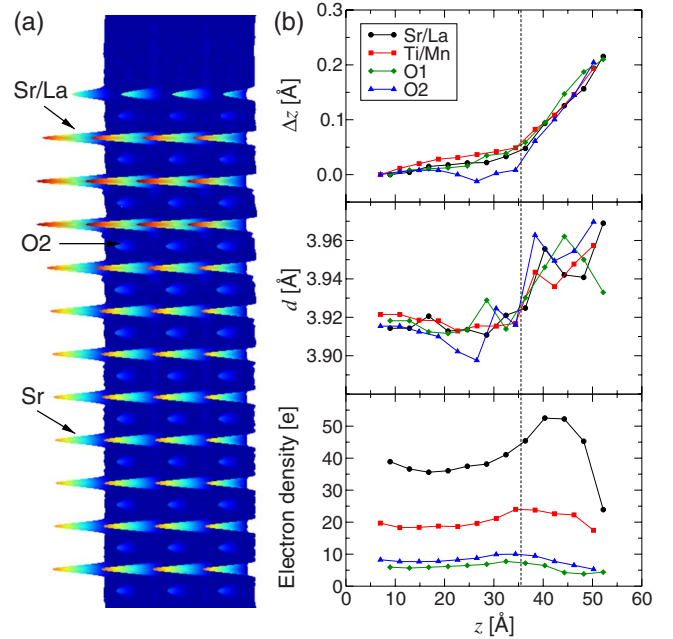 (a)
Sr/La
O2
Sr
(b)
Sr/La
Ti/Mn
O1
O2
Δz [Å]
0.3
0.2
0.1
0.0
d [Å]
3.96
3.94
3.92
3.90
Electron density [e]
50
40
30
20
10
0
0 10 20 30 40 50 60
z [Å]